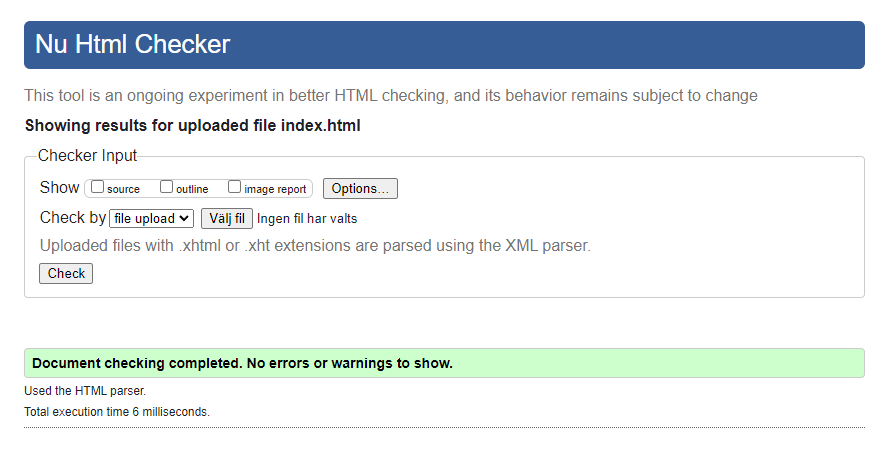 Nu Html Checker
This tool is an ongoing experiment in better HTML checking, and its behavior remains subject to change
Showing results for uploaded file index.html
Checker Input
Show source outline image report Options...
Check by file upload Välj fil Ingen fil har valts
Uploaded files with .xhtml or .xht extensions are parsed using the XML parser.
Check
Document checking completed. No errors or warnings to show.
Used the HTML parser.
Total execution time 6 milliseconds.